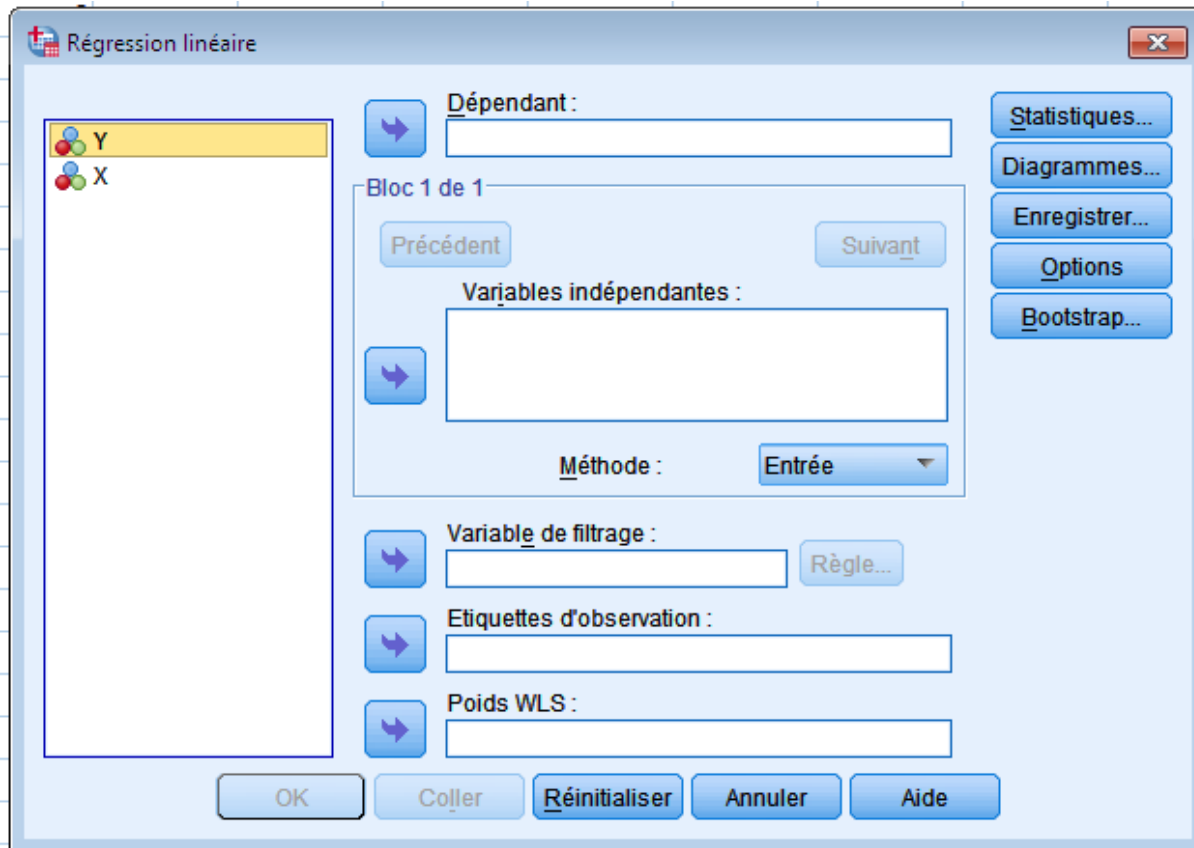 Régression linéaire
Y
X
Dépendant :
Bloc 1 de 1
Précédent
Suivant
Variables indépendantes :
Méthode :
Entrée
Variable de filtrage :
Règle...
Etiquettes d'observation :
Poids WLS :
Statistiques...
Diagrammes...
Enregistrer...
Options
Bootstrap...
OK
Coller
Réinitialiser
Annuler
Aide